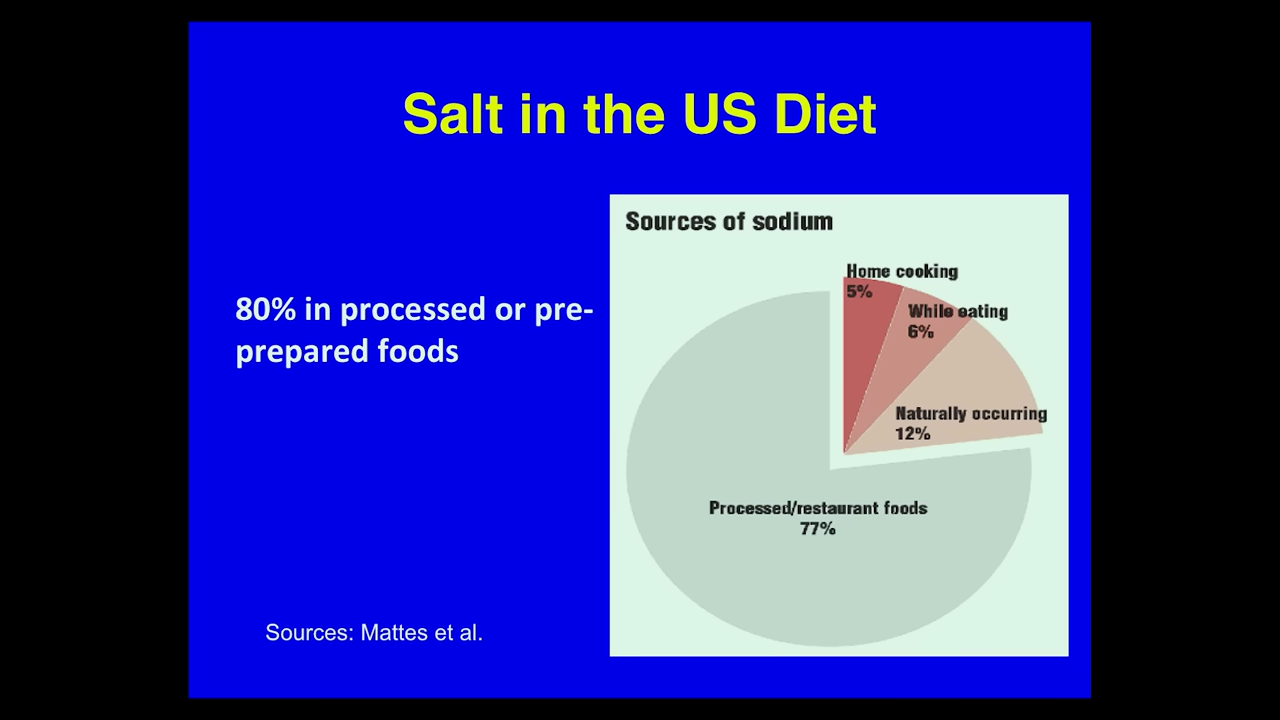 Salt in the US Diet
80% in processed or pre-
prepared foods
Sources of sodium
Home cooking
5%
While eating
6%
Naturally occurring
12%
Processed/restaurant foods
77%
Sources: Mattes et al.